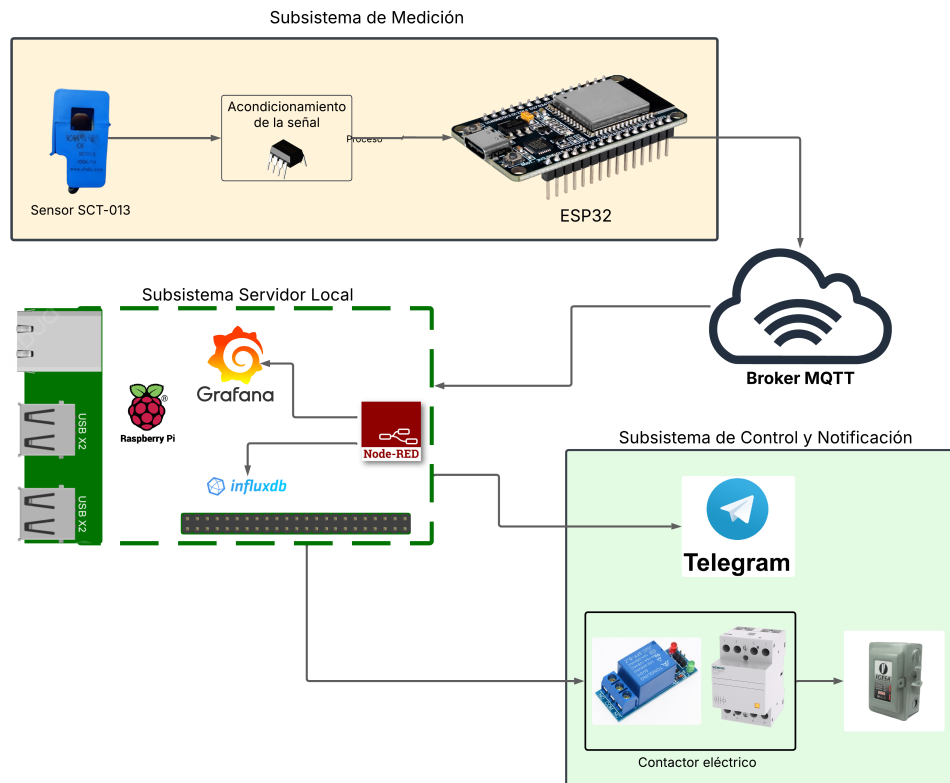 Subsistema de Medición
Acondicionamiento
de la señal
Proceso
Sensor SCT-013
ESP32
Subsistema Servidor Local
Grafana
USB X2
Raspberry Pi
®
Node-RED
influxdb
USB X2
Broker MQTT
Subsistema de Control y Notificación
Telegram
Contactor eléctrico